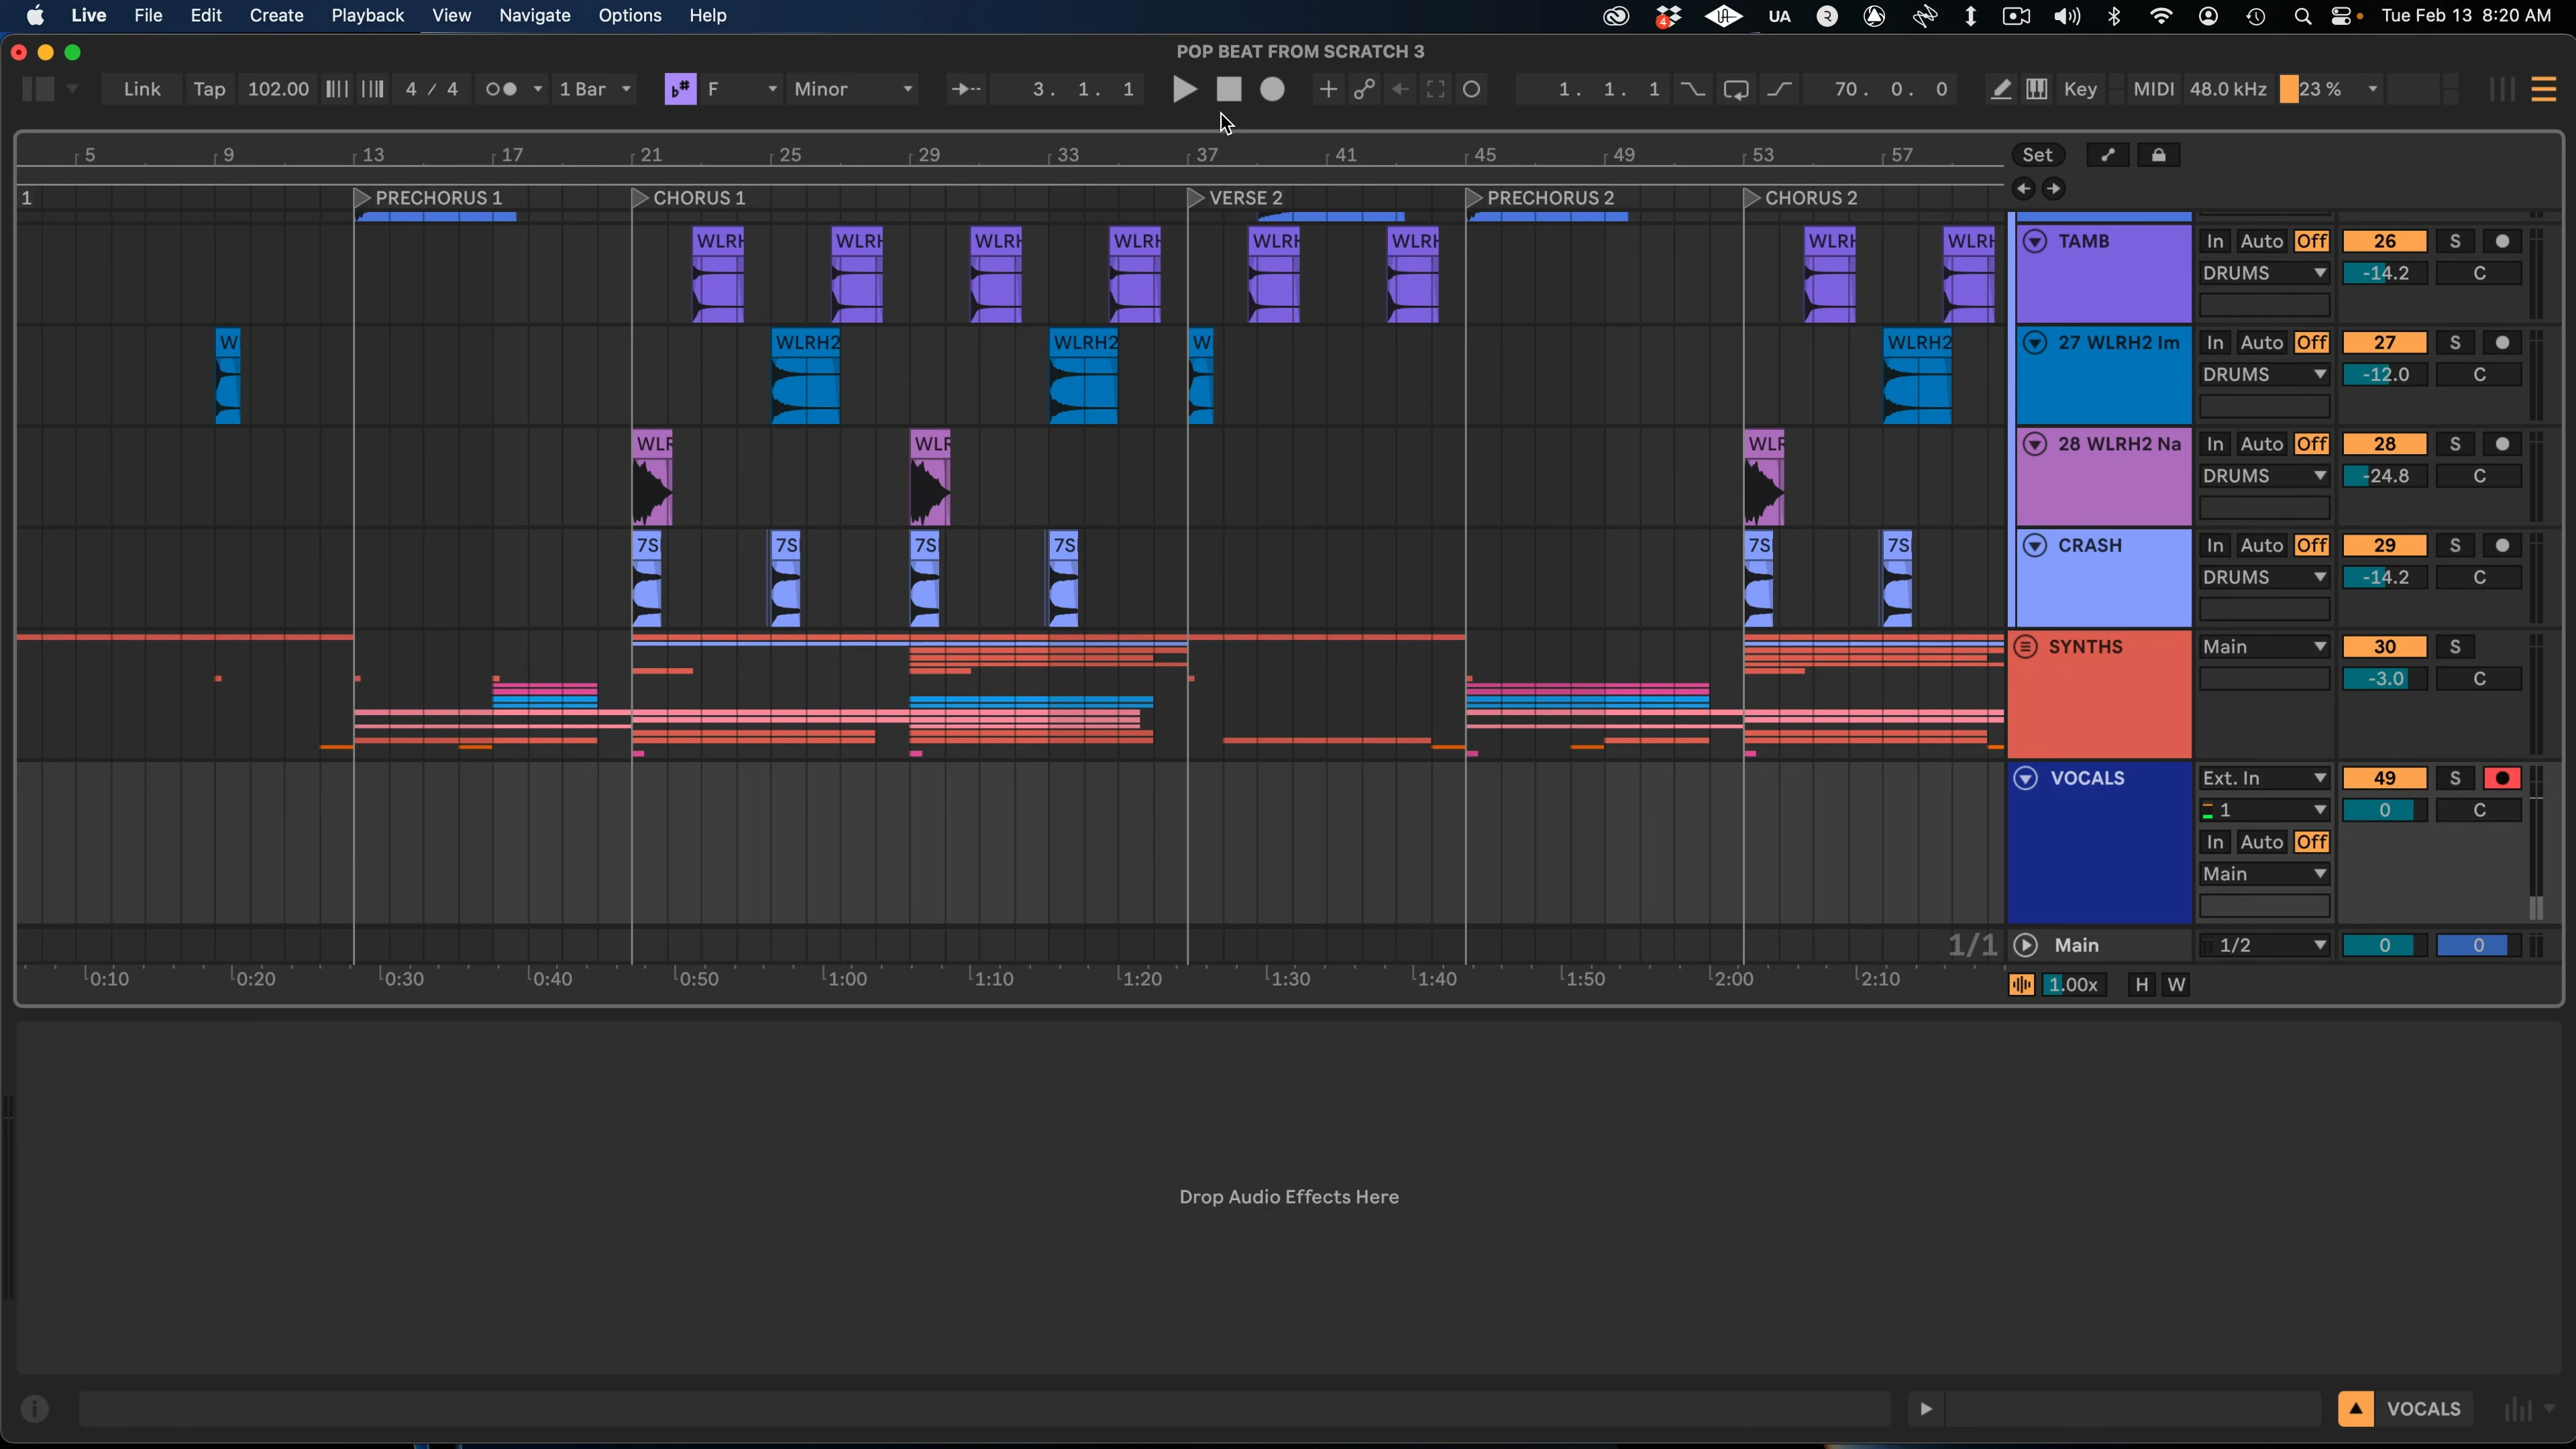 Live File Edit Create Playback View Navigate Options Help 4 UA Tue Feb 13 8:20 AM
POP BEAT FROM SCRATCH 3
Link Tap 102.00 4 / 4 1 Bar F Minor 3. 1. 1 1. 1. 1 70. 0. 0 Key MIDI 48.0 kHz 23 %
5 9 13 17 21 25 29 33 37 41 45 49 53 57 Set
1 PRECHORUS 1 CHORUS 1 VERSE 2 PRECHORUS 2 CHORUS 2
WLRH WLRH WLRH WLRH WLRH WLRH WLRH WLRH TAMB In Auto Off 26 S
DRUMS -14.2 C
W WLRH2 WLRH2 W WLRH2 27 WLRH2 Im In Auto Off 27 S
DRUMS -12.0 C
WLR WLR WLR 28 WLRH2 Na In Auto Off 28 S
DRUMS -24.8 C
7S 7S 7S 7S 7S 7S CRASH In Auto Off 29 S
DRUMS -14.2 C
SYNTHS Main 30 S
-3.0 C
VOCALS Ext. In 49 S
1 0 C
In Auto Off
Main
1/1 Main 1/2 0 0
0:10 0:20 0:30 0:40 0:50 1:00 1:10 1:20 1:30 1:40 1:50 2:00 2:10 1.00x H W
Drop Audio Effects Here
VOCALS